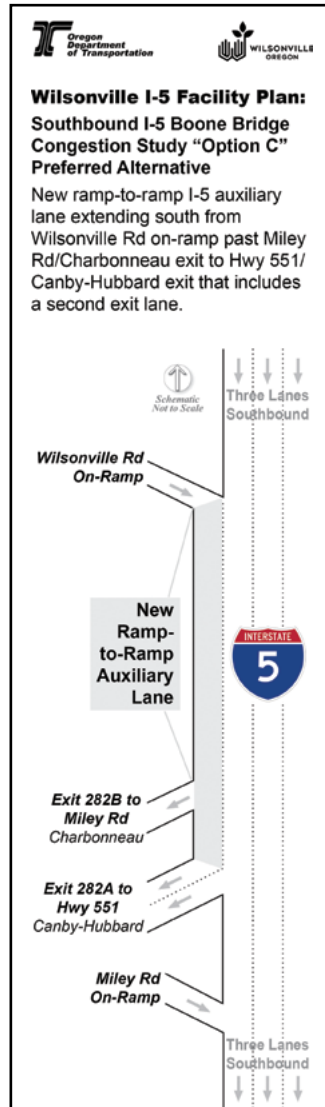 Oregon
Department
of Transportation
WILSONVILLE
OREGON
Wilsonville I-5 Facility Plan:
Southbound I-5 Boone Bridge
Congestion Study “Option C”
Preferred Alternative
New ramp-to-ramp I-5 auxiliary
lane extending south from
Wilsonville Rd on-ramp past Miley
Rd/Charbonneau exit to Hwy 551/
Canby-Hubbard exit that includes
a second exit lane.
Schematic
Not to Scale
Three Lanes
Southbound
Wilsonville Rd
On-Ramp
New
Ramp-
to-Ramp
Auxiliary
Lane
INTERSTATE
5
Exit 282B to
Miley Rd
Charbonneau
Exit 282A to
Hwy 551
Canby-Hubbard
Miley Rd
On-Ramp
Three Lanes
Southbound